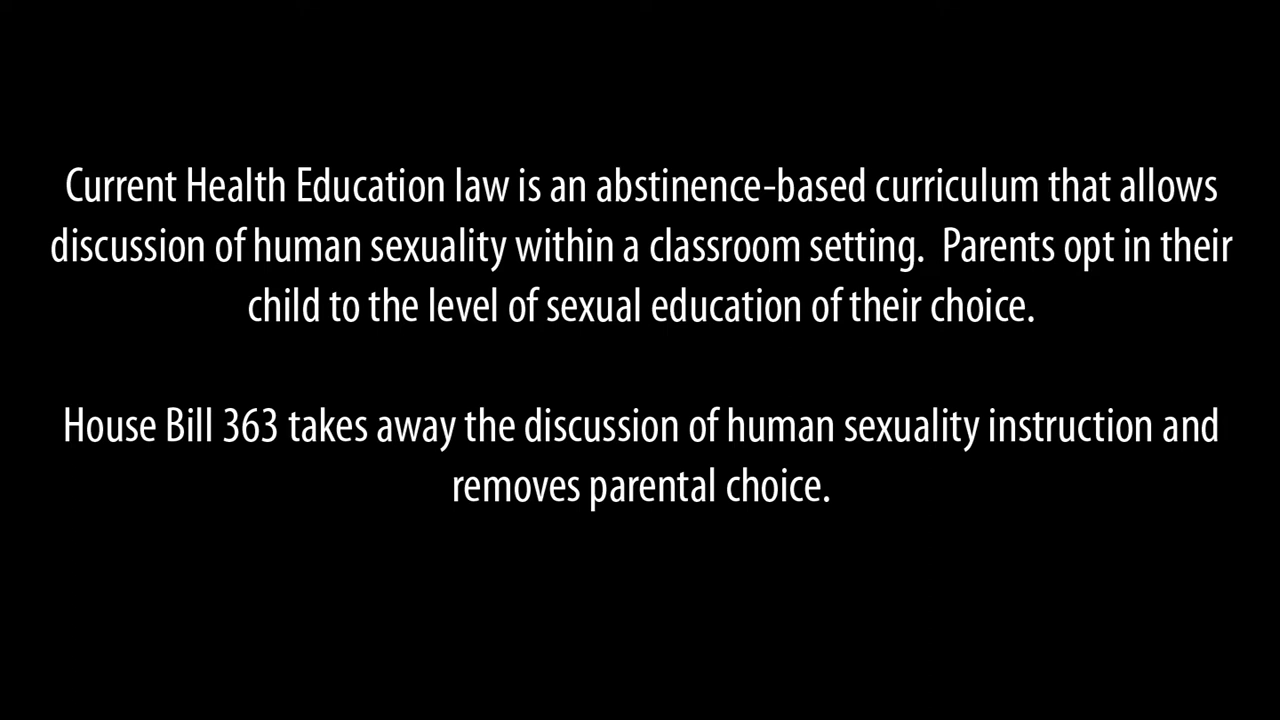 Current Health Education law is an abstinence-based curriculum that allows
discussion of human sexuality within a classroom setting.  Parents opt in their
child to the level of sexual education of their choice.
House Bill 363 takes away the discussion of human sexuality instruction and
removes parental choice.